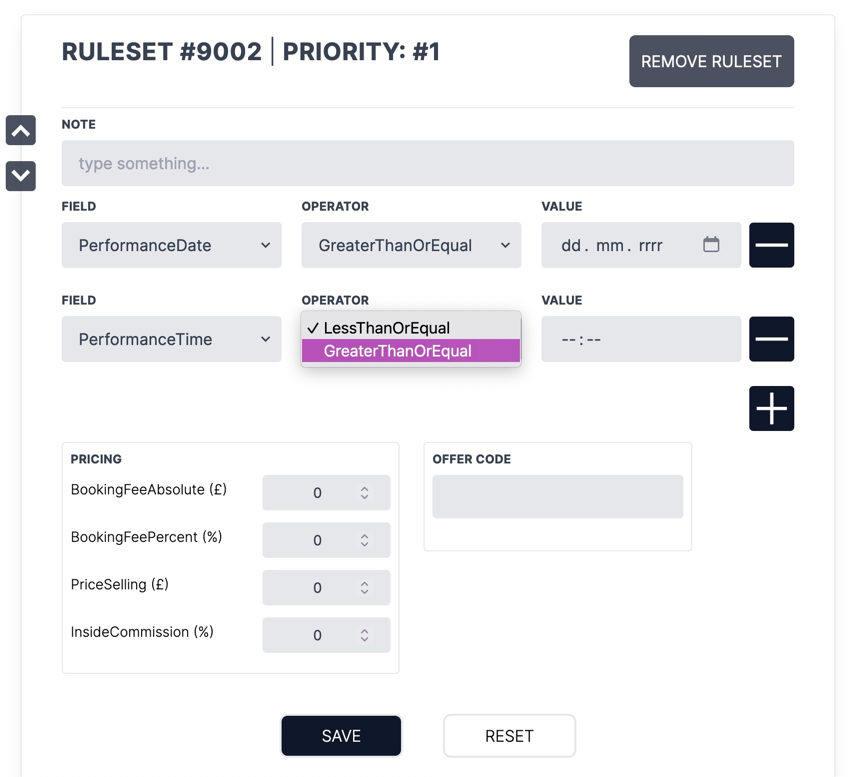 RULESET #9002 | PRIORITY: #1
REMOVE RULESET
NOTE
type something...
FIELD OPERATOR VALUE
PerformanceDate GreaterThanOrEqual dd . mm . rrrr
FIELD OPERATOR VALUE
✓ LessThanOrEqual
PerformanceTime --:--
GreaterThanOrEqual
PRICING
BookingFeeAbsolute (£) 0
BookingFeePercent (%) 0
PriceSelling (£) 0
InsideCommission (%) 0
OFFER CODE
SAVE RESET